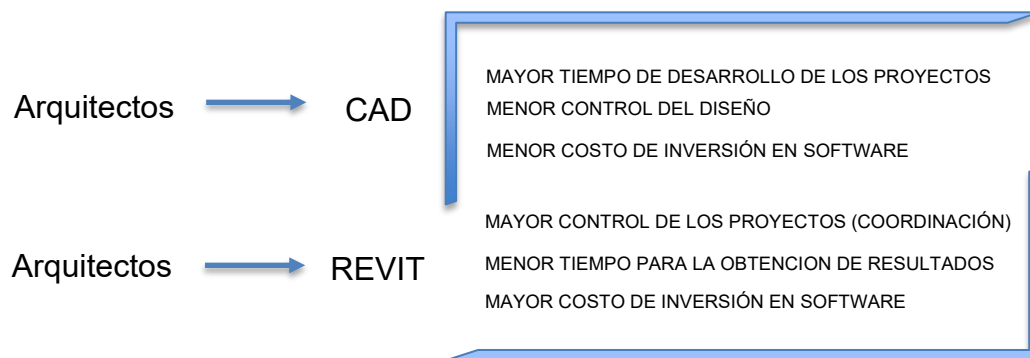 MAYOR TIEMPO DE DESARROLLO DE LOS PROYECTOS
Arquitectos CAD
MENOR CONTROL DEL DISEÑO
MENOR COSTO DE INVERSIÓN EN SOFTWARE
MAYOR CONTROL DE LOS PROYECTOS (COORDINACIÓN)
Arquitectos REVIT
MENOR TIEMPO PARA LA OBTENCION DE RESULTADOS
MAYOR COSTO DE INVERSIÓN EN SOFTWARE